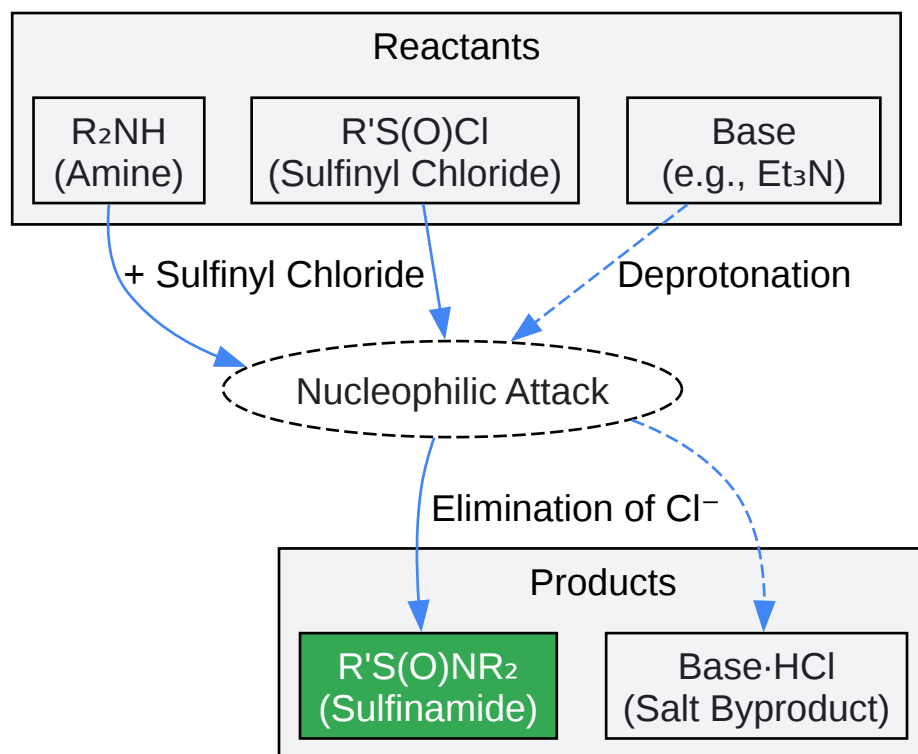 Reactants
R₂NH
(Amine)
R'S(O)Cl
(Sulfinyl Chloride)
Base
(e.g., Et₃N)
+ Sulfinyl Chloride
Deprotonation
Nucleophilic Attack
Elimination of Cl⁻
Products
R'S(O)NR₂
(Sulfinamide)
Base·HCl
(Salt Byproduct)